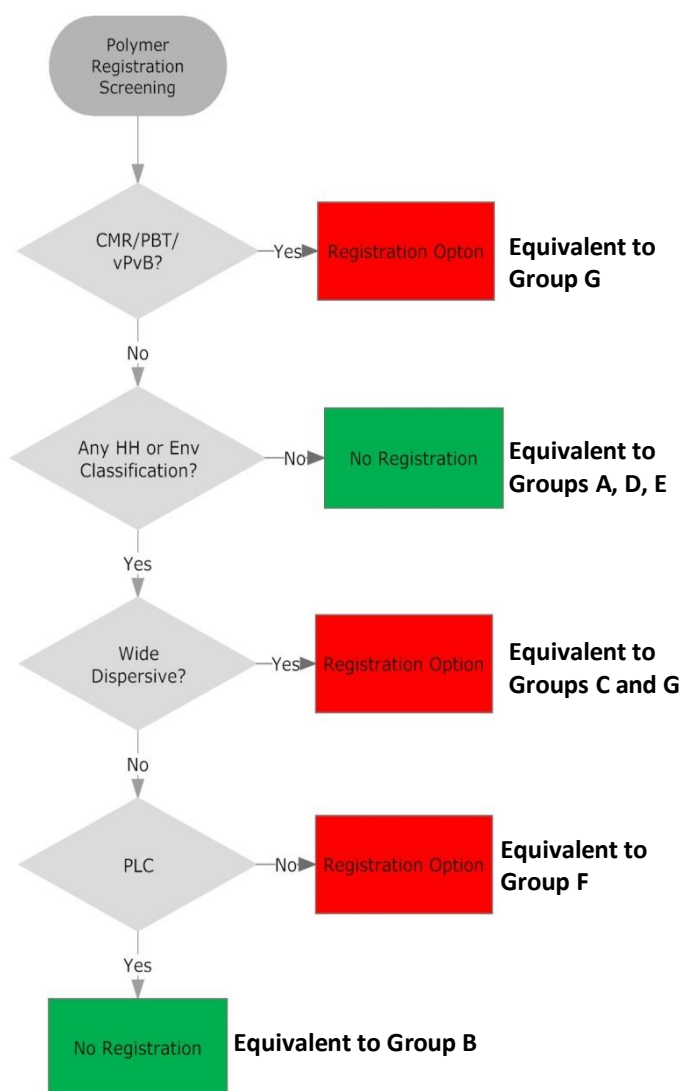 Polymer
Registration
Screening
CMR/PBT/
vPvB?
Yes
Registration Opton
Equivalent to
Group G
No
Any HH or Env
Classification?
No
No Registration
Equivalent to
Groups A, D, E
Yes
Wide
Dispersive?
Yes
Registration Option
Equivalent to
Groups C and G
No
PLC
No
Registration Option
Equivalent to
Group F
Yes
No Registration
Equivalent to Group B